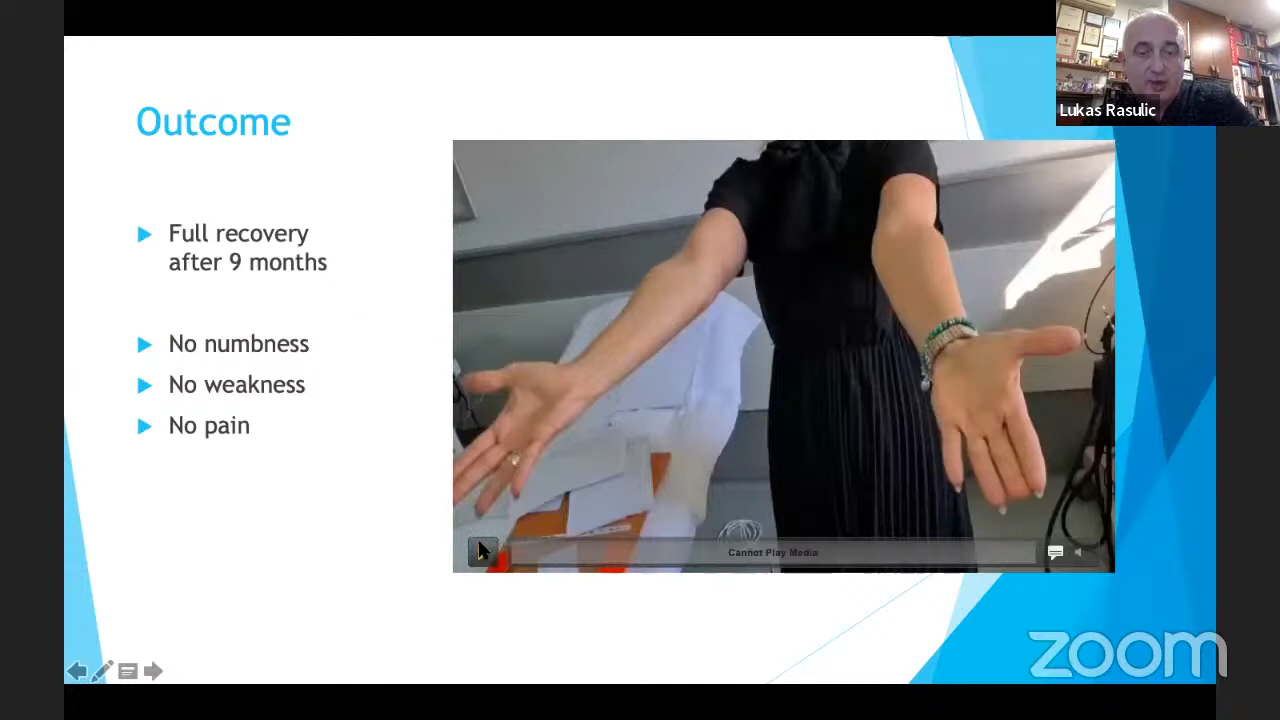 Lukas Rasulic
Outcome
Full recovery
after 9 months
No numbness
No weakness
No pain
Cannot Play Media
zoom